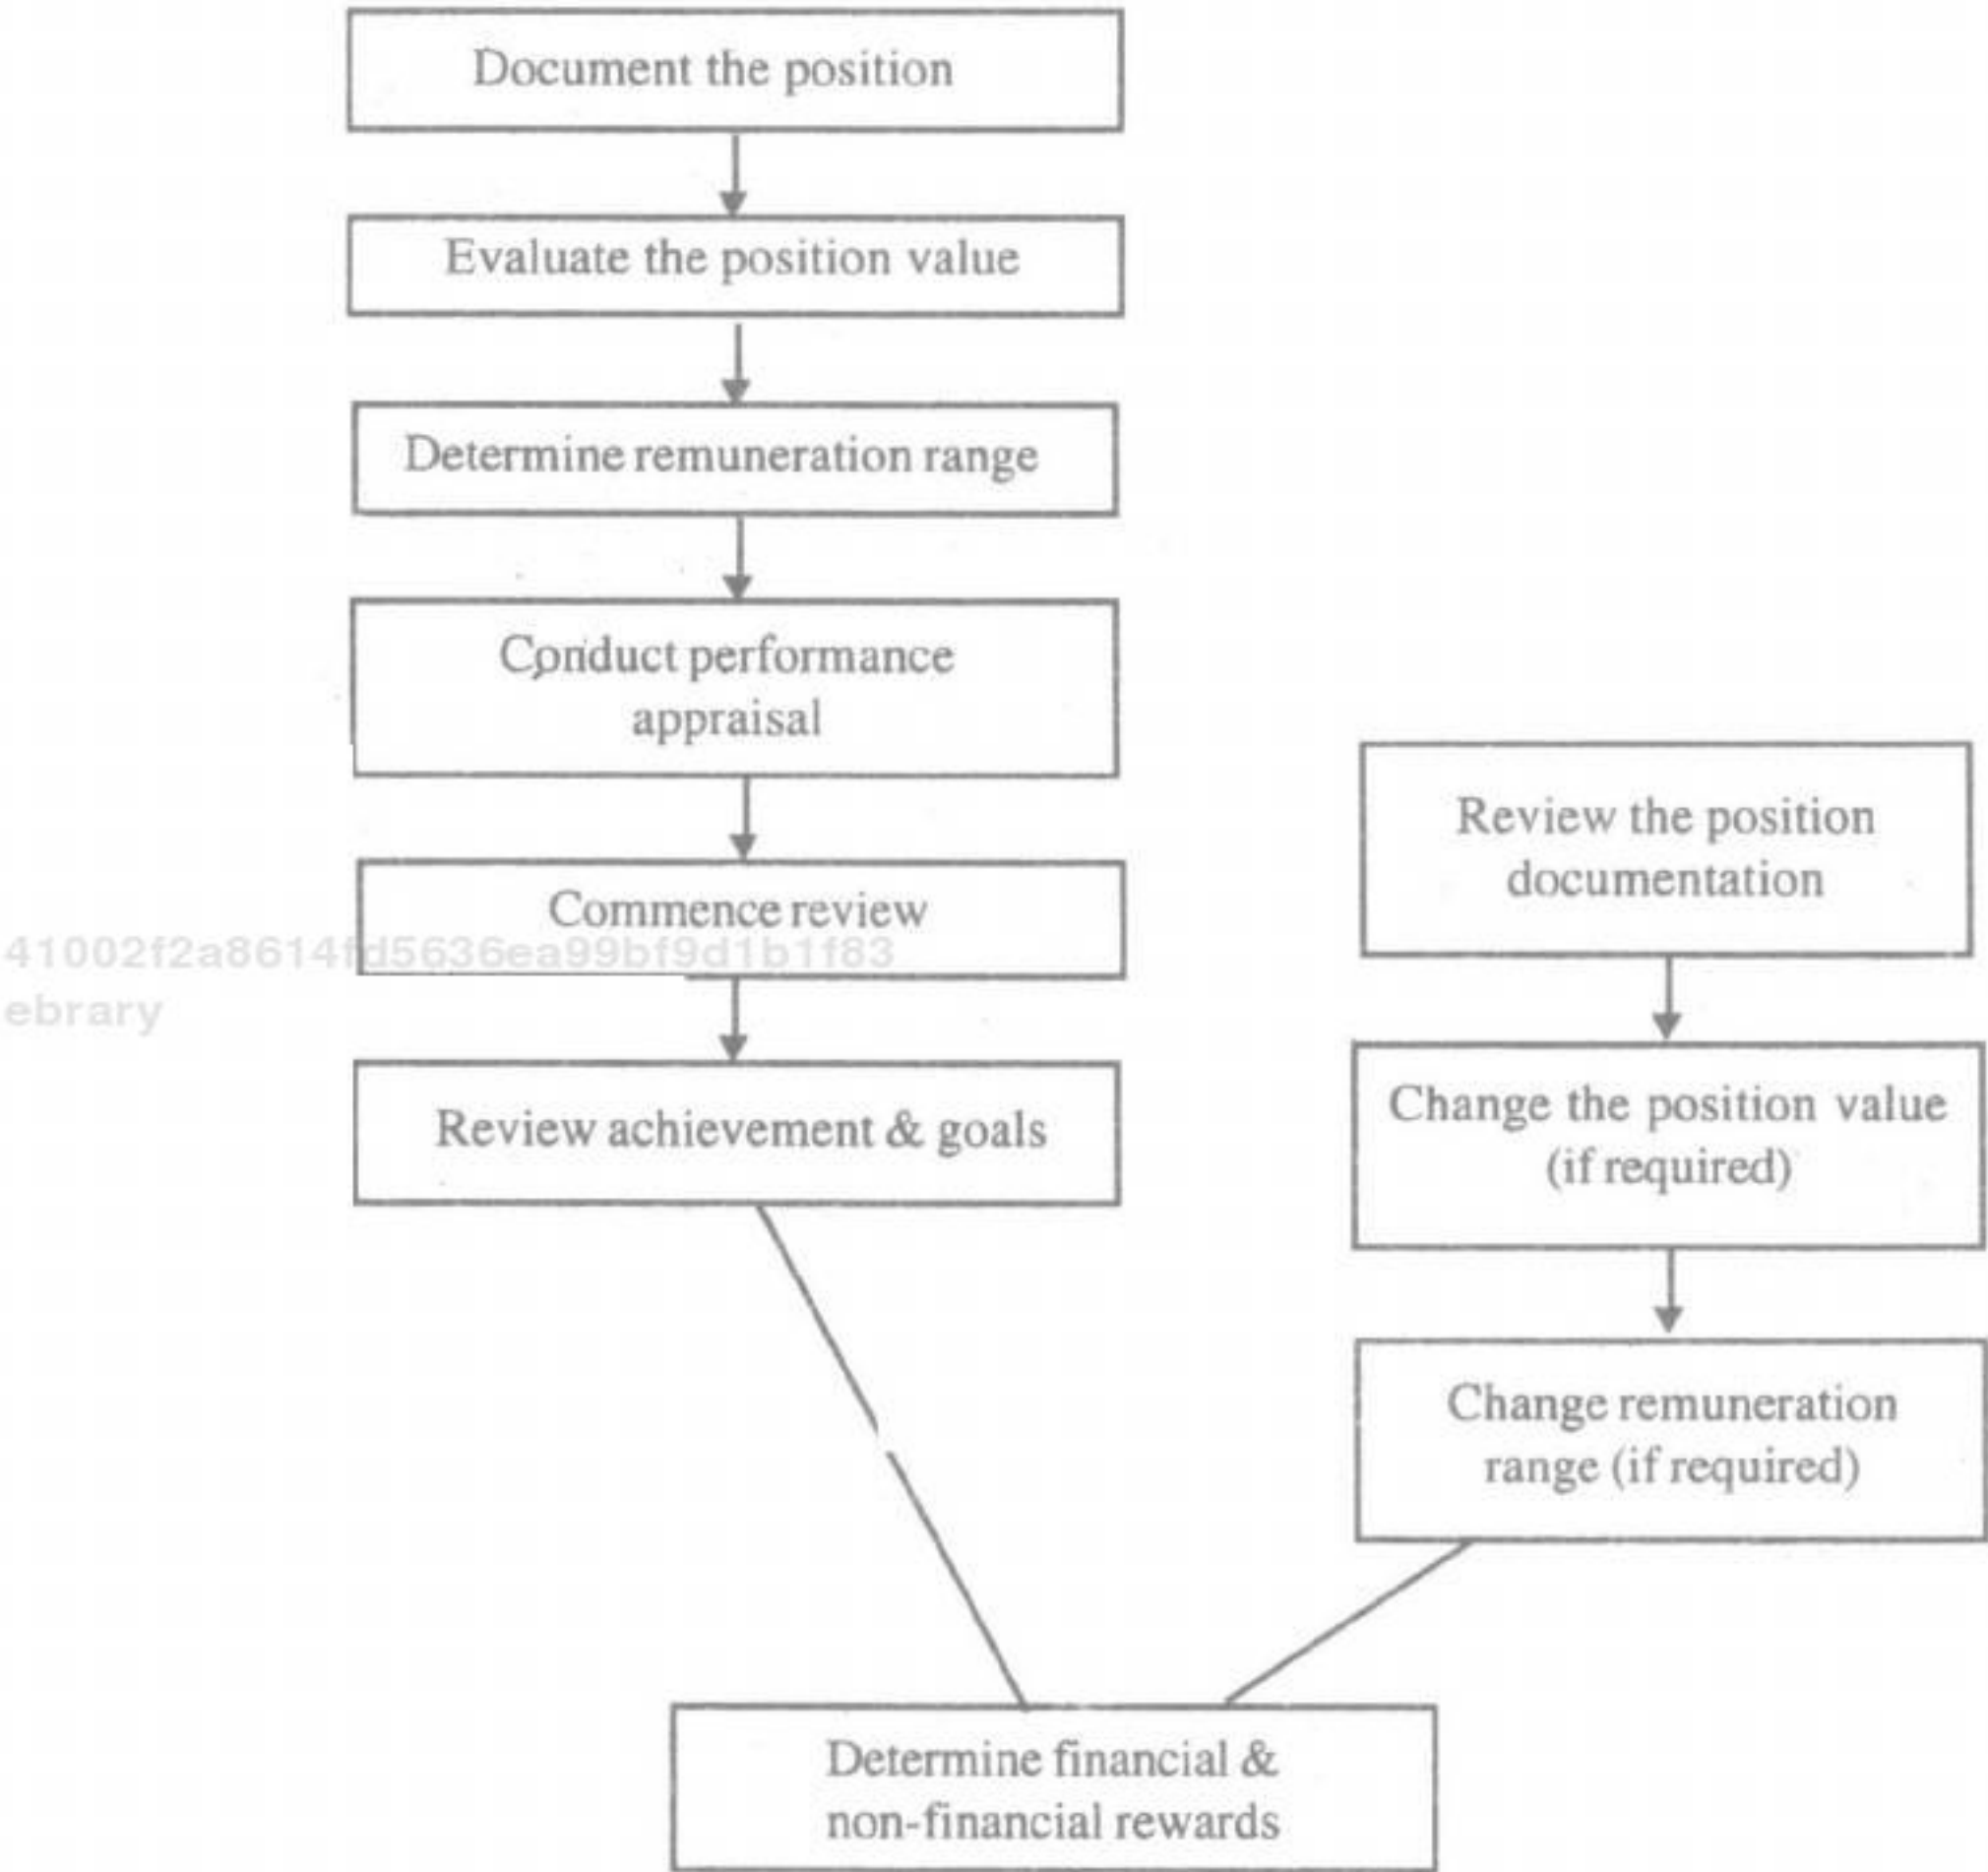 Document the position
Evaluate the position value
Determine remuneration range
Conduct performance
appraisal
Commence review
41002f2a8614fd5636ea99bf9d1b1f83
ebrary
Review achievement & goals
Review the position
documentation
Change the position value
(if required)
Change remuneration
range (if required)
Determine financial &
non-financial rewards